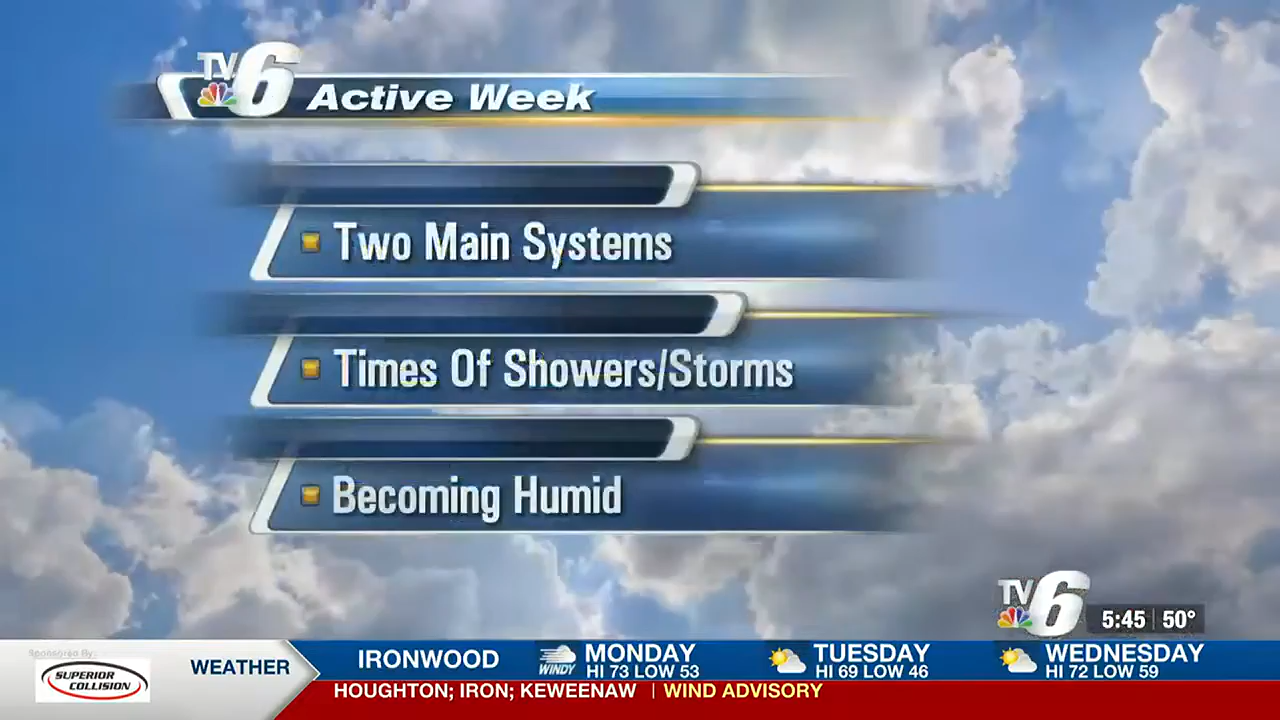 TV6
Active Week
Two Main Systems
Times Of Showers/Storms
Becoming Humid
TV6
5:45 50°
Sponsored By:
SUPERIOR
COLLISION
WEATHER
IRONWOOD
WINDY
MONDAY
HI 73 LOW 53
TUESDAY
HI 69 LOW 46
WEDNESDAY
HI 72 LOW 59
HOUGHTON; IRON; KEWEENAW | WIND ADVISORY